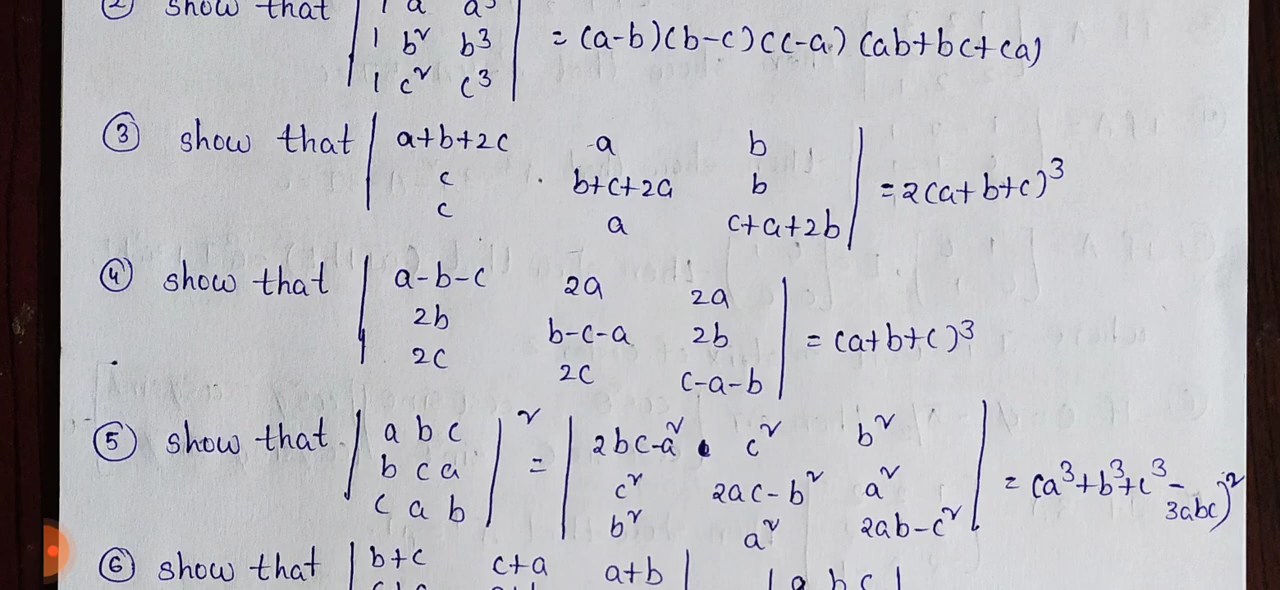 ② show that | 1 a² a³ |
| 1 b² b³ | = (a-b)(b-c)(c-a)(ab+bc+ca)
| 1 c² c³ |
③ show that | a+b+2c a b |
| c b+c+2a b | = 2(a+b+c)³
| c a c+a+2b |
④ show that | a-b-c 2a 2a |
| 2b b-c-a 2b | = (a+b+c)³
| 2c 2c c-a-b |
⑤ show that | a b c |² = | 2bc-a² c² b² |
| b c a | | c² 2ac-b² a² | = (a³+b³+c³-3abc)²
| c a b | | b² a² 2ab-c² |
⑥ show that | b+c c+a a+b | | a b c |